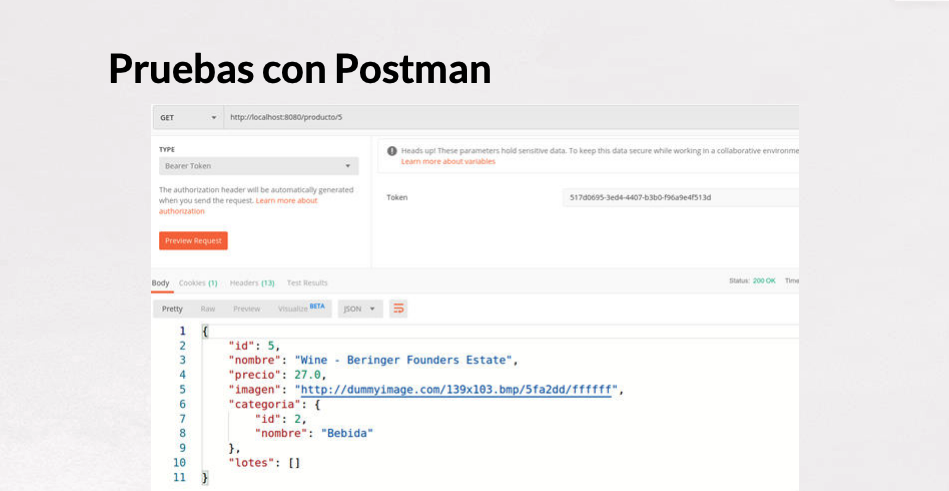 Pruebas con Postman
GET http://localhost:8080/producto/5
TYPE
Bearer Token
The authorization header will be automatically generated
when you send the request. Learn more about
authorization
Preview Request
Heads up! These parameters hold sensitive data. To keep this data secure while working in a collaborative environme
Learn more about variables
Token 517d0695-3ed4-4407-b3b0-f96a9e4f513d
Body Cookies (1) Headers (13) Test Results Status: 200 OK Time
Pretty Raw Preview Visualize BETA JSON
1 {
2 "id": 5,
3 "nombre": "Wine - Beringer Founders Estate",
4 "precio": 27.0,
5 "imagen": "http://dummyimage.com/139x103.bmp/5fa2dd/ffffff",
6 "categoria": {
7 "id": 2,
8 "nombre": "Bebida"
9 },
10 "lotes": []
11 }